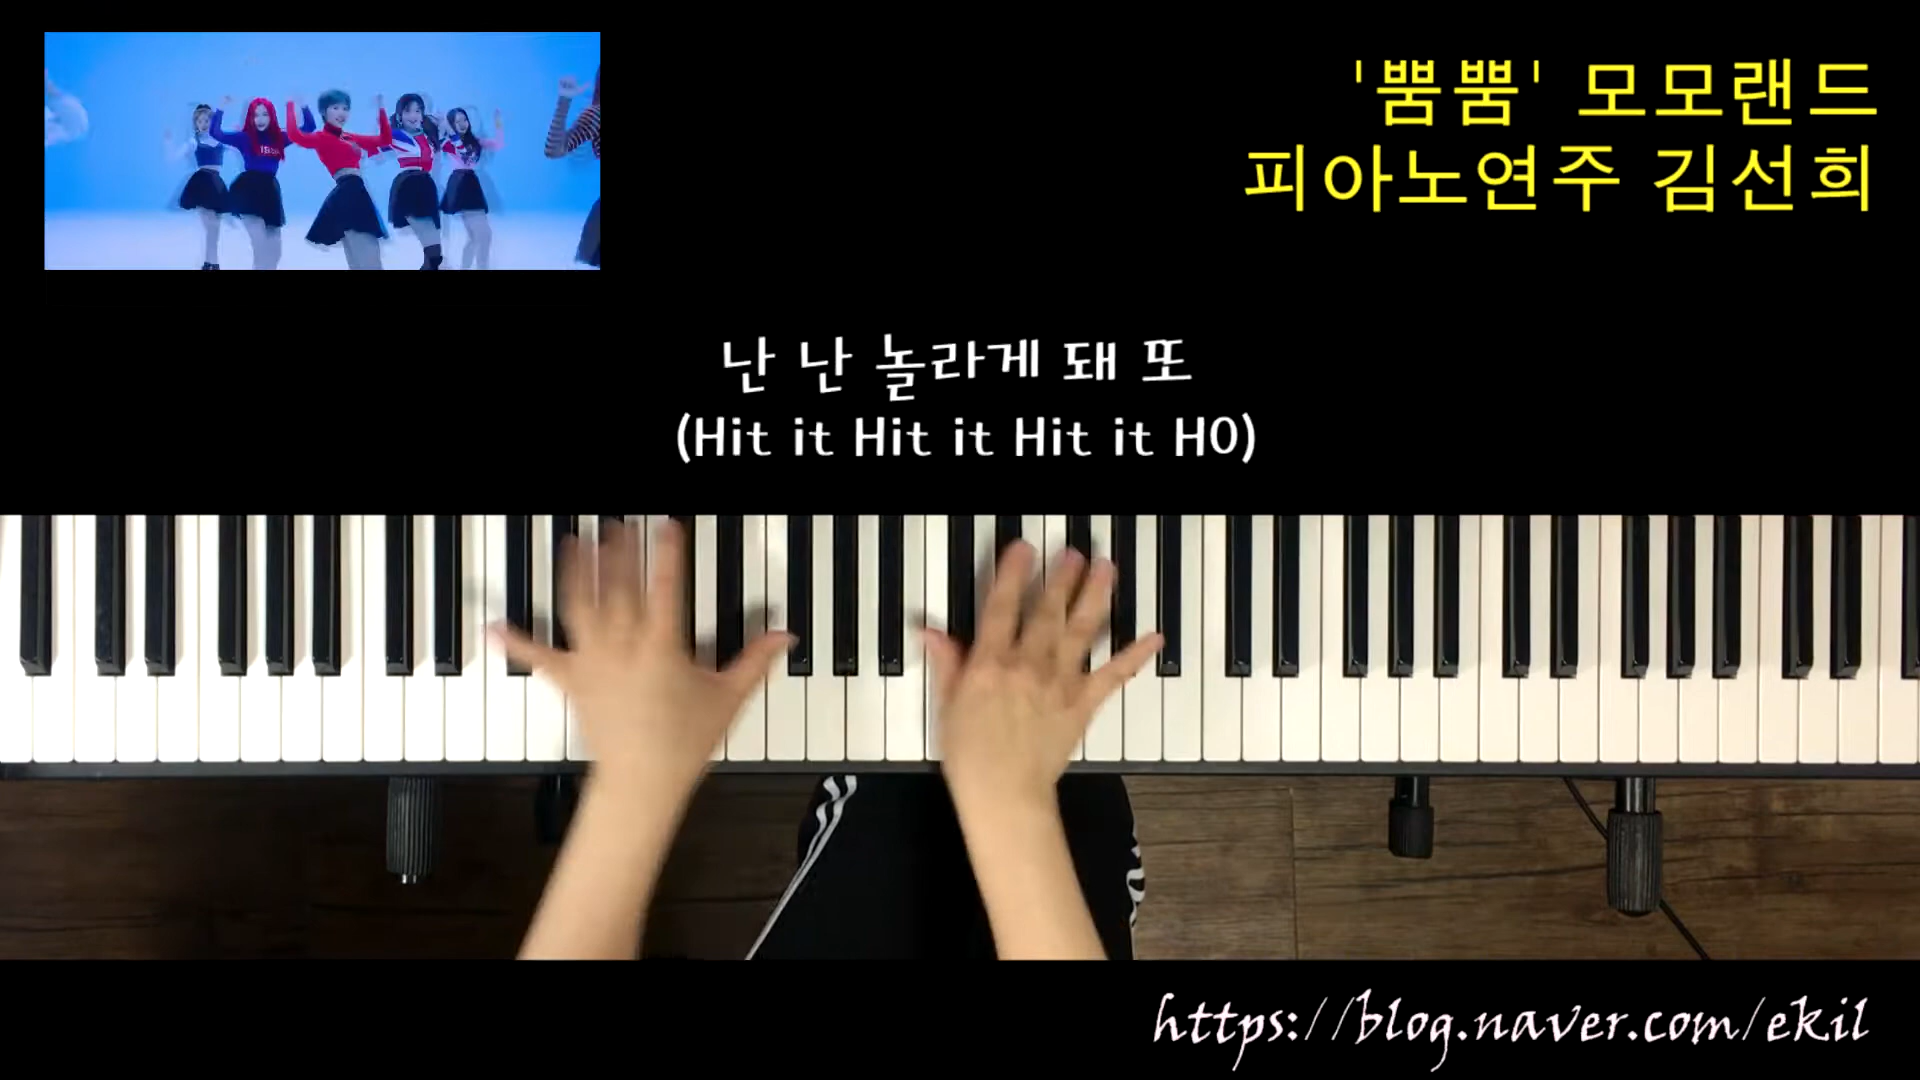 '뿜뿜' 모모랜드
피아노연주 김선희
난 난 놀라게 돼 또
(Hit it Hit it Hit it HO)
https://blog.naver.com/ekil